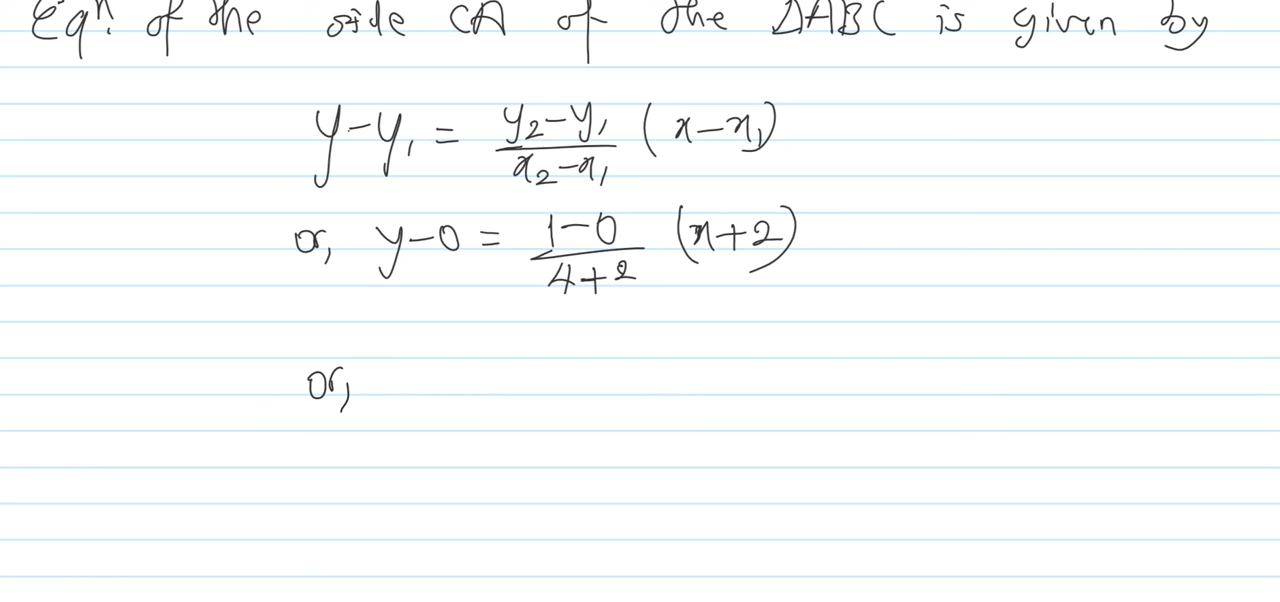 Eqn. of the side CA of the ΔABC is given by
y-y₁ = (y₂-y₁)/(x₂-x₁) (x-x₁)
or, y-0 = (1-0)/(4+2) (x+2)
or,